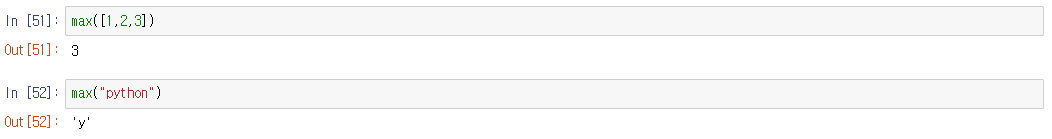 In [51]: max([1,2,3])
Out[51]: 3
In [52]: max("python")
Out[52]: 'y'